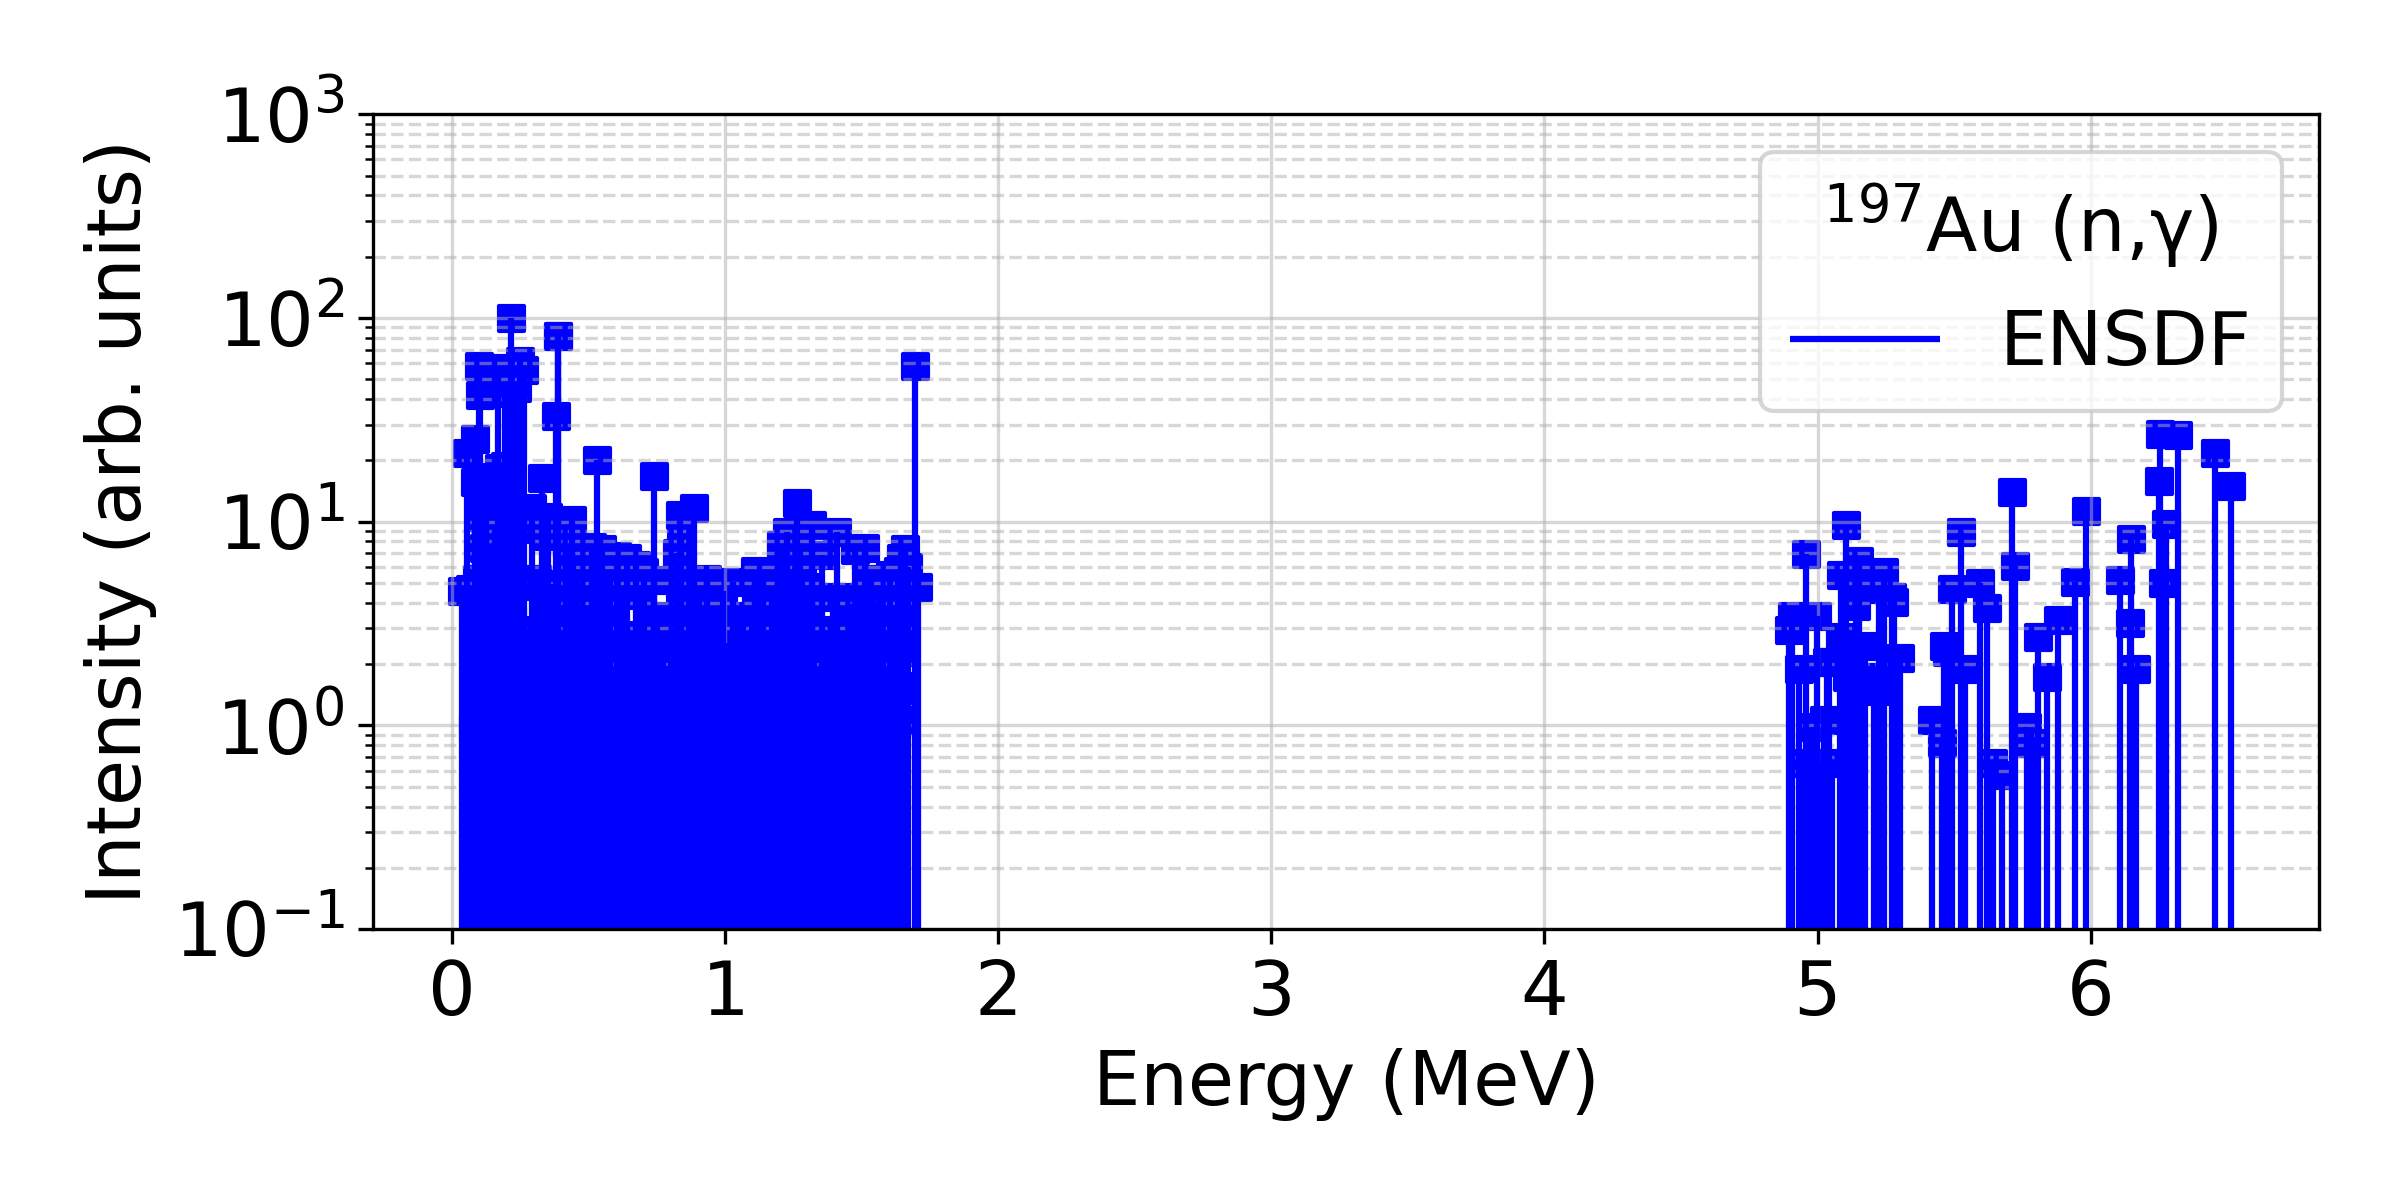 10³
10²
10¹
10⁰
10⁻¹
Intensity (arb. units)
¹⁹⁷Au (n,γ)
ENSDF
0 1 2 3 4 5 6
Energy (MeV)